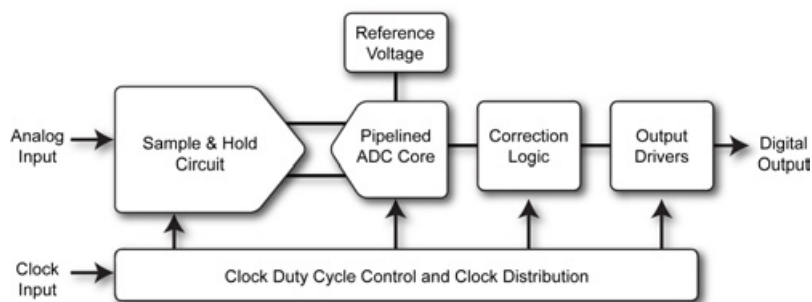 Reference
Voltage
Analog
Input
Sample & Hold
Circuit
Pipelined
ADC Core
Correction
Logic
Output
Drivers
Digital
Output
Clock
Input
Clock Duty Cycle Control and Clock Distribution